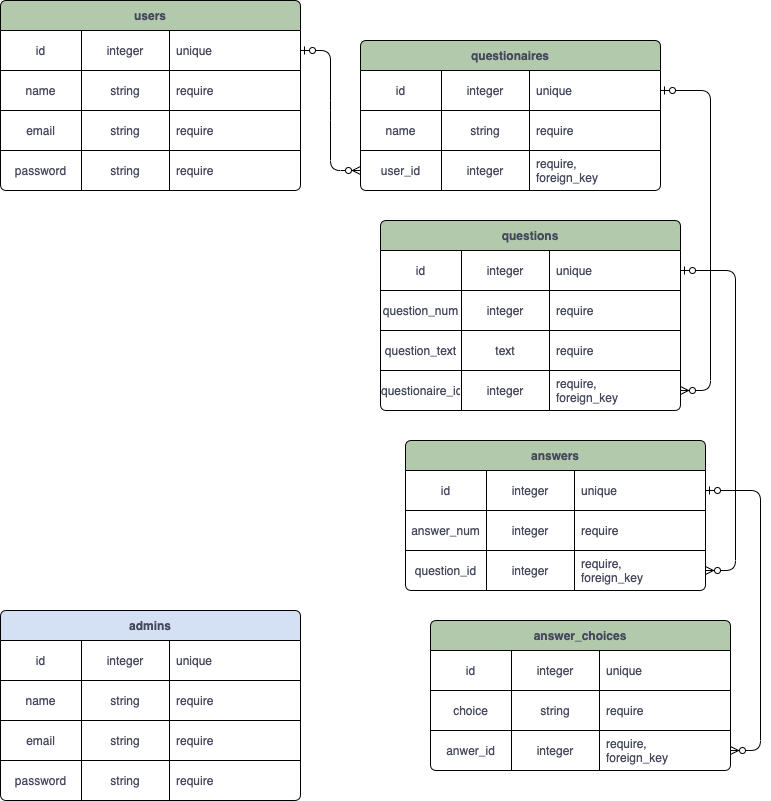 users
id integer unique
name string require
email string require
password string require
questionaires
id integer unique
name string require
user_id integer require,
foreign_key
questions
id integer unique
question_num integer require
question_text text require
questionaire_id integer require,
foreign_key
answers
id integer unique
answer_num integer require
question_id integer require,
foreign_key
admins
id integer unique
name string require
email string require
password string require
answer_choices
id integer unique
choice string require
anwer_id integer require,
foreign_key